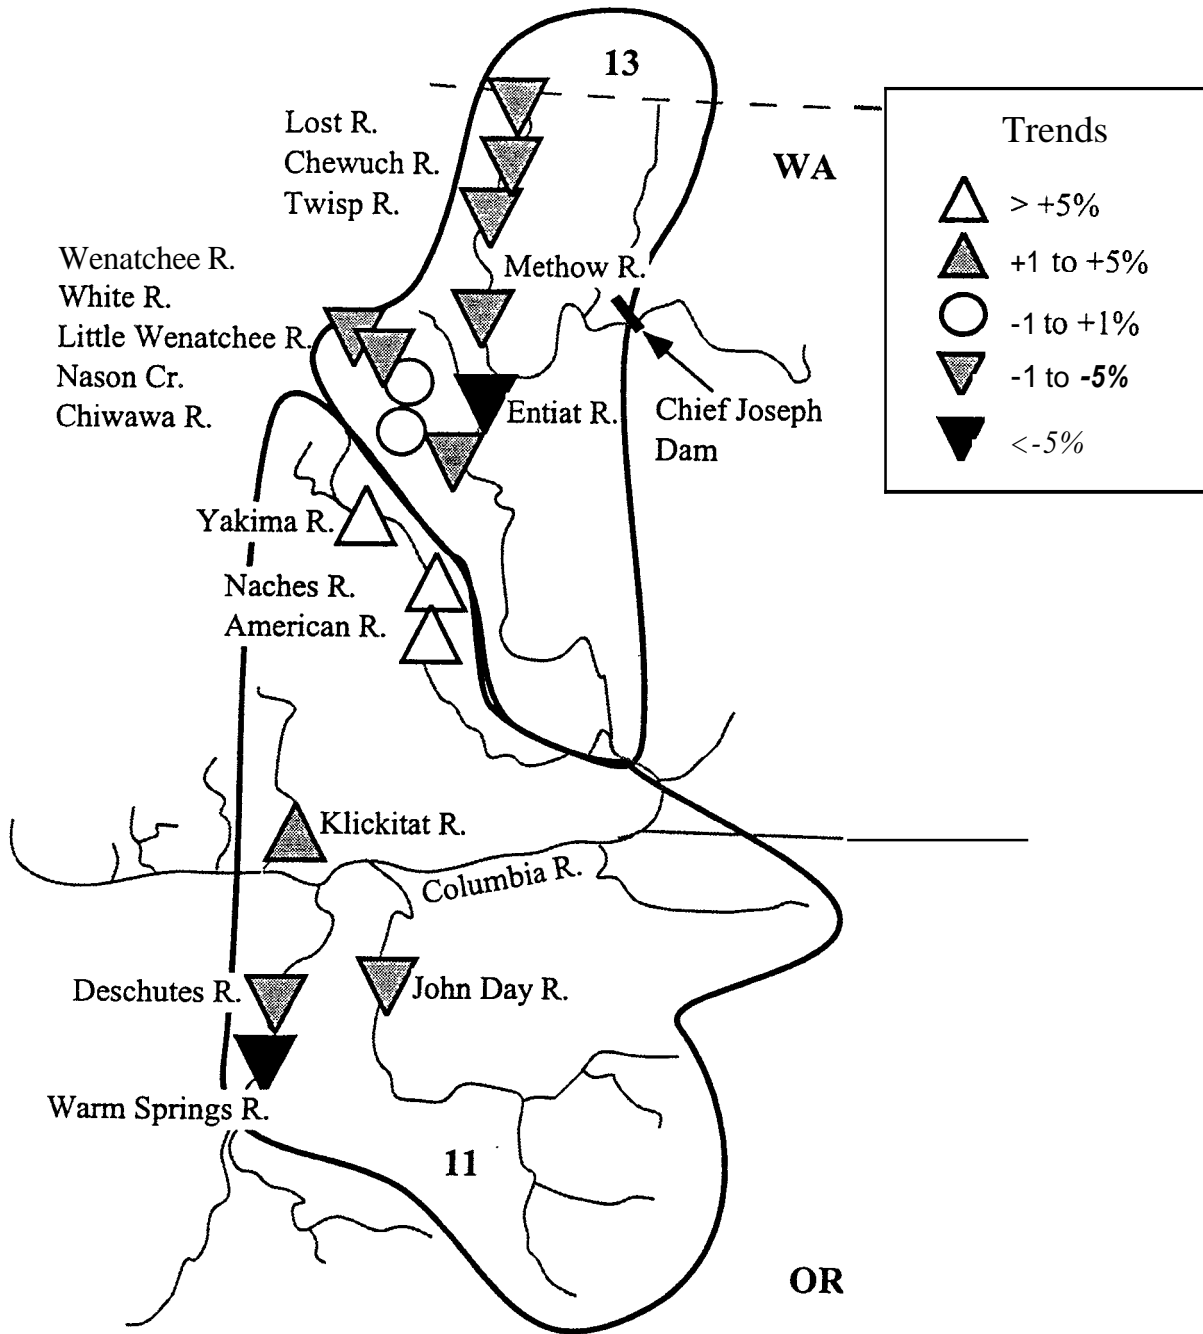 13
Lost R.
Chewuch R.
Twisp R.
WA
Trends
> +5%
+1 to +5%
-1 to +1%
-1 to -5%
<-5%
Wenatchee R.
White R.
Little Wenatchee R.
Nason Cr.
Chiwawa R.
Methow R.
Entiat R.
Chief Joseph
Dam
Yakima R.
Naches R.
American R.
Klickitat R.
Columbia R.
Deschutes R.
John Day R.
Warm Springs R.
11
OR